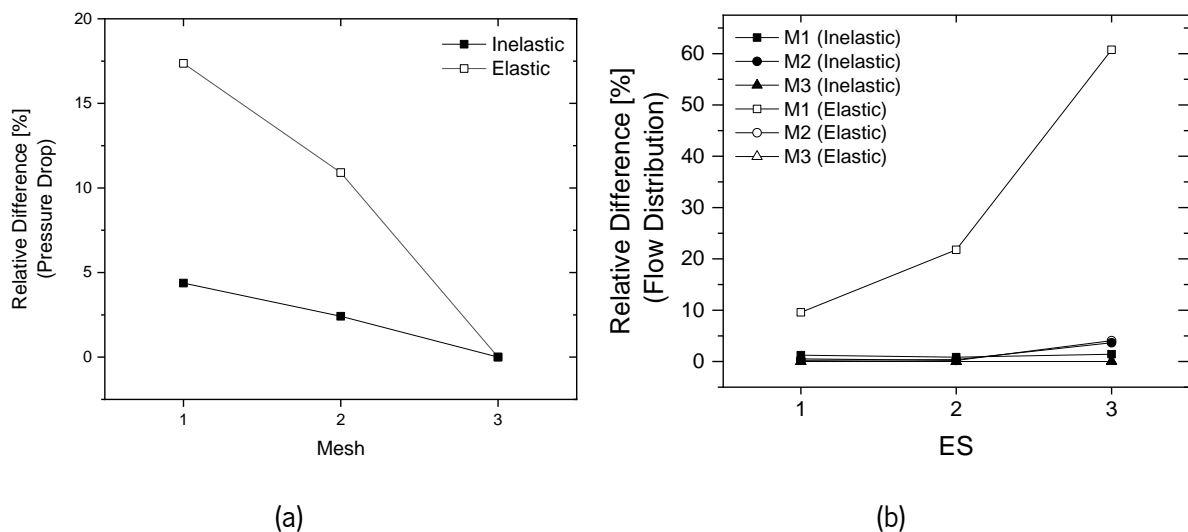 20
15
10
5
0
Relative Difference [%]
(Pressure Drop)
Inelastic
Elastic
1 2 3
Mesh
(a)
60
50
40
30
20
10
0
Relative Difference [%]
(Flow Distribution)
M1 (Inelastic)
M2 (Inelastic)
M3 (Inelastic)
M1 (Elastic)
M2 (Elastic)
M3 (Elastic)
1 2 3
ES
(b)